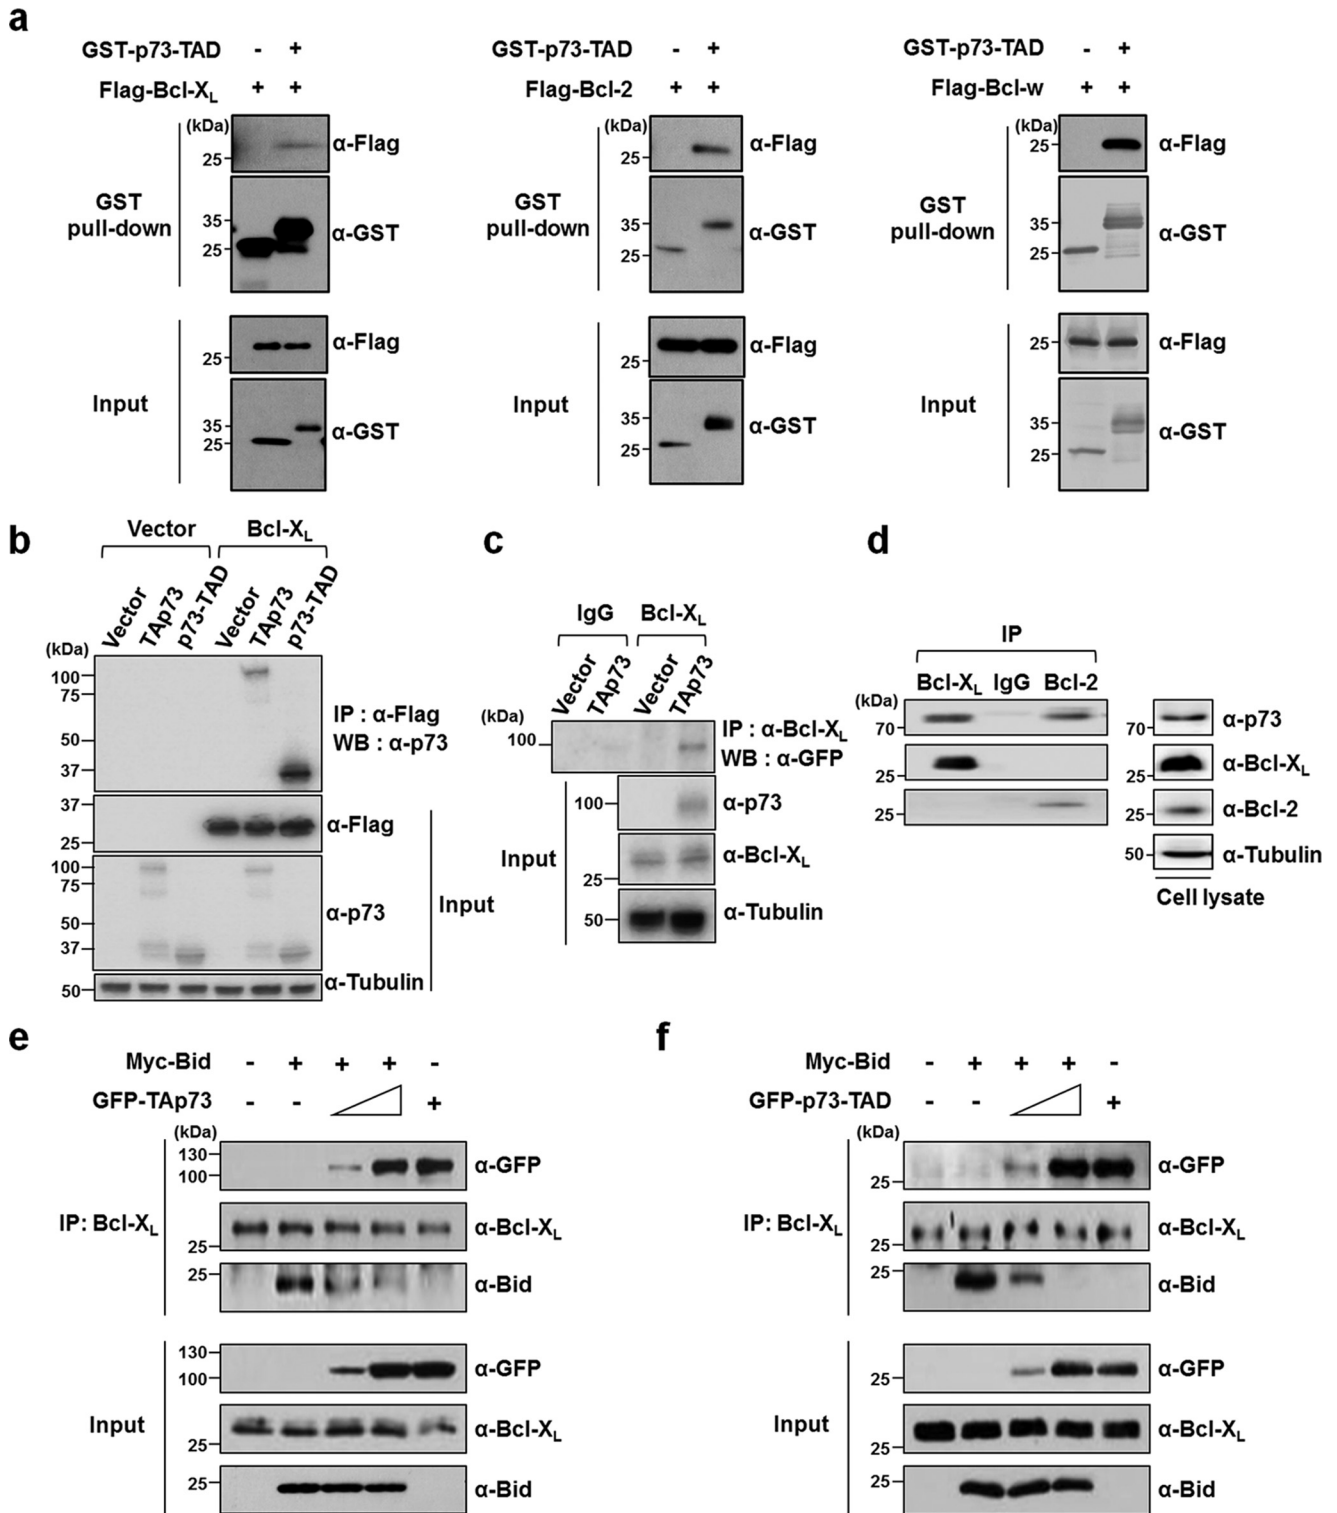 a
GST-p73-TAD - +
Flag-Bcl-XL + +
(kDa)
25
α-Flag
GST
pull-down
35
25
α-GST
25
α-Flag
Input
35
25
α-GST
GST-p73-TAD - +
Flag-Bcl-2 + +
(kDa)
25
α-Flag
GST
pull-down
35
25
α-GST
25
α-Flag
Input
35
25
α-GST
GST-p73-TAD - +
Flag-Bcl-w + +
(kDa)
25
α-Flag
GST
pull-down
35
25
α-GST
25
α-Flag
Input
35
25
α-GST
b
Vector Bcl-XL
Vector TAp73 p73-TAD Vector TAp73 p73-TAD
(kDa)
100
75
50
37
IP : α-Flag
WB : α-p73
37
25
α-Flag
100
75
50
37
α-p73
Input
50
α-Tubulin
c
IgG Bcl-XL
Vector TAp73 Vector TAp73
(kDa)
100
IP : α-Bcl-XL
WB : α-GFP
100
α-p73
Input
25
α-Bcl-XL
50
α-Tubulin
d
IP
Bcl-XL IgG Bcl-2
(kDa)
70 70 α-p73
25 25 α-Bcl-XL
25 25 α-Bcl-2
50 α-Tubulin
Cell lysate
e
Myc-Bid - + + + -
GFP-TAp73 - - +
(kDa)
130
100
α-GFP
IP: Bcl-XL
25
α-Bcl-XL
25
α-Bid
130
100
α-GFP
Input
25
α-Bcl-XL
25
α-Bid
f
Myc-Bid - + + + -
GFP-p73-TAD - - +
(kDa)
25
α-GFP
IP: Bcl-XL
25
α-Bcl-XL
25
α-Bid
25
α-GFP
Input
25
α-Bcl-XL
25
α-Bid